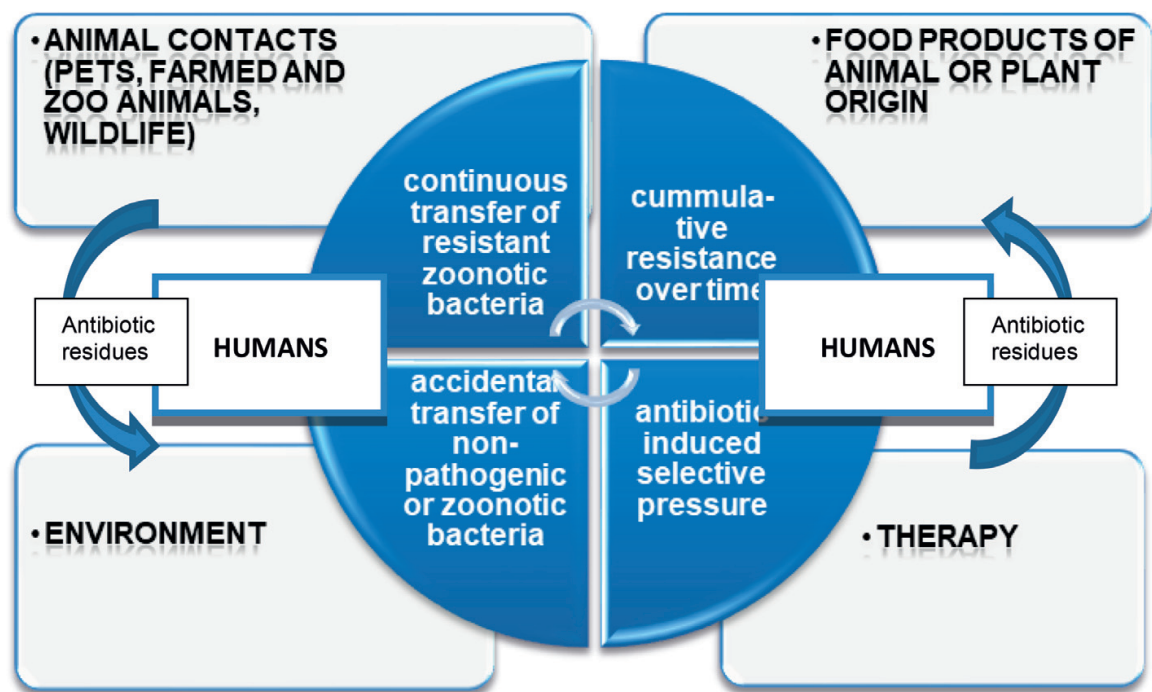 • ANIMAL CONTACTS
(PETS, FARMED AND
ZOO ANIMALS,
WILDLIFE)
• FOOD PRODUCTS OF
ANIMAL OR PLANT
ORIGIN
continuous
transfer of
resistant
zoonotic
bacteria
cummula-
tive
resistance
over time
Antibiotic
residues
HUMANS
HUMANS
Antibiotic
residues
accidental
transfer of
non-
pathogenic
or zoonotic
bacteria
antibiotic
induced
selective
pressure
• ENVIRONMENT
• THERAPY